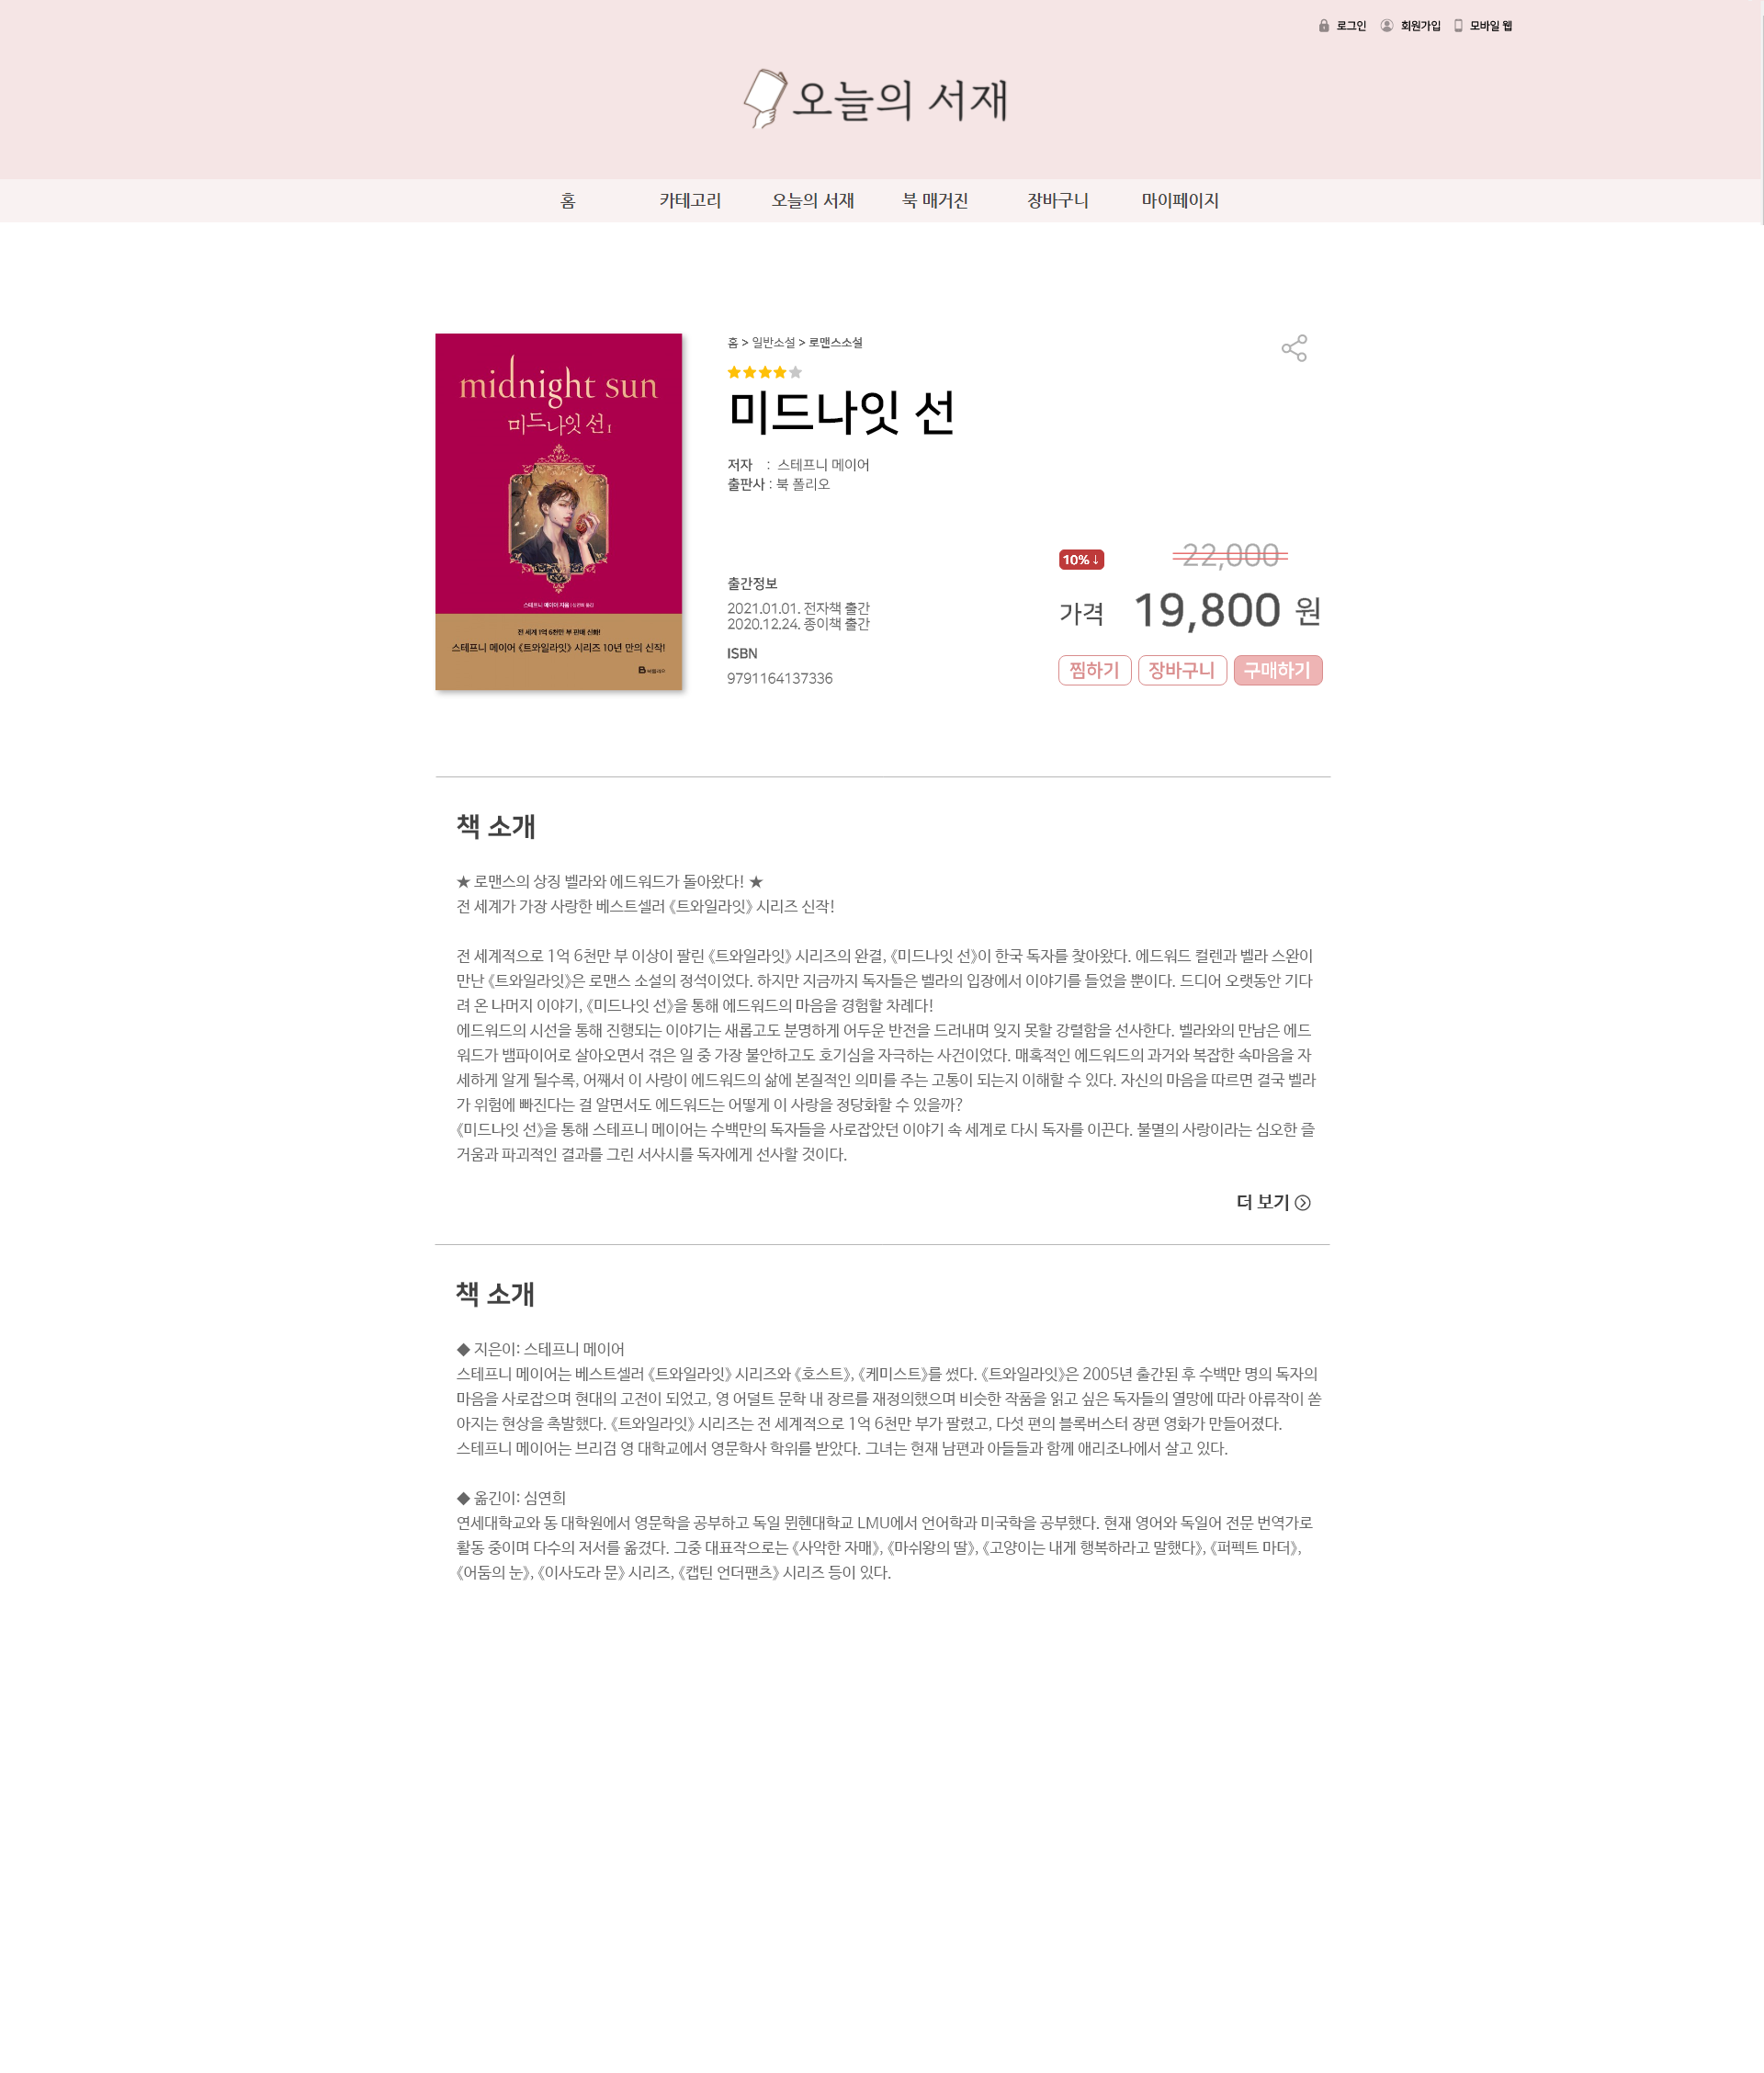 로그인 회원가입 모바일 웹
오늘의 서재
홈 카테고리 오늘의 서재 북 매거진 장바구니 마이페이지
midnight sun
미드나잇 선 1
스테프니 메이어 지음 | 심연희 옮김
전 세계 1억 6천만 부 판매 신화!
스테프니 메이어 《트와일라잇》 시리즈 10년 만의 신작!
북폴리오
홈 > 일반소설 > 로맨스소설
미드나잇 선
저자 : 스테프니 메이어
출판사 : 북 폴리오
출간정보
2021.01.01. 전자책 출간
2020.12.24. 종이책 출간
ISBN
9791164137336
10%↓ 22,000
가격 19,800 원
찜하기 장바구니 구매하기
책 소개
★ 로맨스의 상징 벨라와 에드워드가 돌아왔다! ★
전 세계가 가장 사랑한 베스트셀러 《트와일라잇》 시리즈 신작!
전 세계적으로 1억 6천만 부 이상이 팔린 《트와일라잇》 시리즈의 완결, 《미드나잇 선》이 한국 독자를 찾아왔다. 에드워드 컬렌과 벨라 스완이
만난 《트와일라잇》은 로맨스 소설의 정석이었다. 하지만 지금까지 독자들은 벨라의 입장에서 이야기를 들었을 뿐이다. 드디어 오랫동안 기다
려 온 나머지 이야기, 《미드나잇 선》을 통해 에드워드의 마음을 경험할 차례다!
에드워드의 시선을 통해 진행되는 이야기는 새롭고도 분명하게 어두운 반전을 드러내며 잊지 못할 강렬함을 선사한다. 벨라와의 만남은 에드
워드가 뱀파이어로 살아오면서 겪은 일 중 가장 불안하고도 호기심을 자극하는 사건이었다. 매혹적인 에드워드의 과거와 복잡한 속마음을 자
세하게 알게 될수록, 어째서 이 사랑이 에드워드의 삶에 본질적인 의미를 주는 고통이 되는지 이해할 수 있다. 자신의 마음을 따르면 결국 벨라
가 위험에 빠진다는 걸 알면서도 에드워드는 어떻게 이 사랑을 정당화할 수 있을까?
《미드나잇 선》을 통해 스테프니 메이어는 수백만의 독자들을 사로잡았던 이야기 속 세계로 다시 독자를 이끈다. 불멸의 사랑이라는 심오한 즐
거움과 파괴적인 결과를 그린 서사시를 독자에게 선사할 것이다.
더 보기
책 소개
◆ 지은이: 스테프니 메이어
스테프니 메이어는 베스트셀러 《트와일라잇》 시리즈와 《호스트》, 《케미스트》를 썼다. 《트와일라잇》은 2005년 출간된 후 수백만 명의 독자의
마음을 사로잡으며 현대의 고전이 되었고, 영 어덜트 문학 내 장르를 재정의했으며 비슷한 작품을 읽고 싶은 독자들의 열망에 따라 아류작이 쏟
아지는 현상을 촉발했다. 《트와일라잇》 시리즈는 전 세계적으로 1억 6천만 부가 팔렸고, 다섯 편의 블록버스터 장편 영화가 만들어졌다.
스테프니 메이어는 브리검 영 대학교에서 영문학사 학위를 받았다. 그녀는 현재 남편과 아들들과 함께 애리조나에서 살고 있다.
◆ 옮긴이: 심연희
연세대학교와 동 대학원에서 영문학을 공부하고 독일 뮌헨대학교 LMU에서 언어학과 미국학을 공부했다. 현재 영어와 독일어 전문 번역가로
활동 중이며 다수의 저서를 옮겼다. 그중 대표작으로는 《사악한 자매》, 《마쉬왕의 딸》, 《고양이는 내게 행복하라고 말했다》, 《퍼펙트 마더》,
《어둠의 눈》, 《이사도라 문》 시리즈, 《캡틴 언더팬츠》 시리즈 등이 있다.